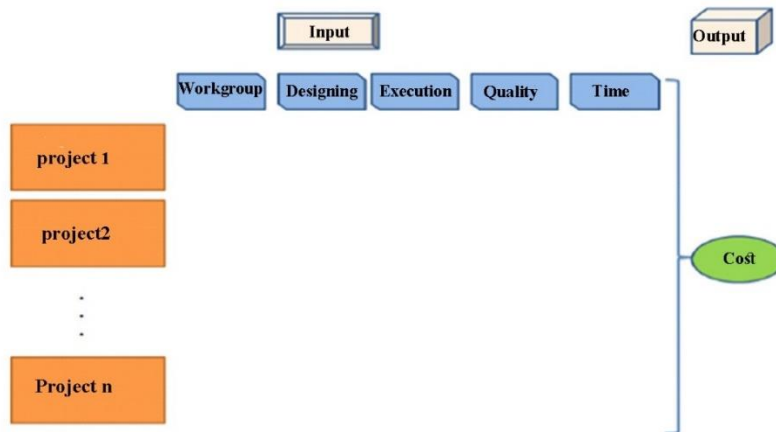 Input
Output
Workgroup Designing Execution Quality Time
project 1
project2
Cost
Project n